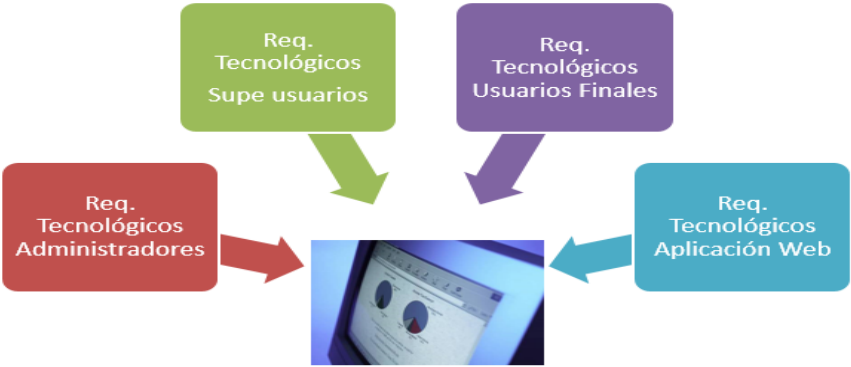 Req.
Tecnológicos
Supe usuarios
Req.
Tecnológicos
Usuarios Finales
Req.
Tecnológicos
Administradores
Req.
Tecnológicos
Aplicación Web